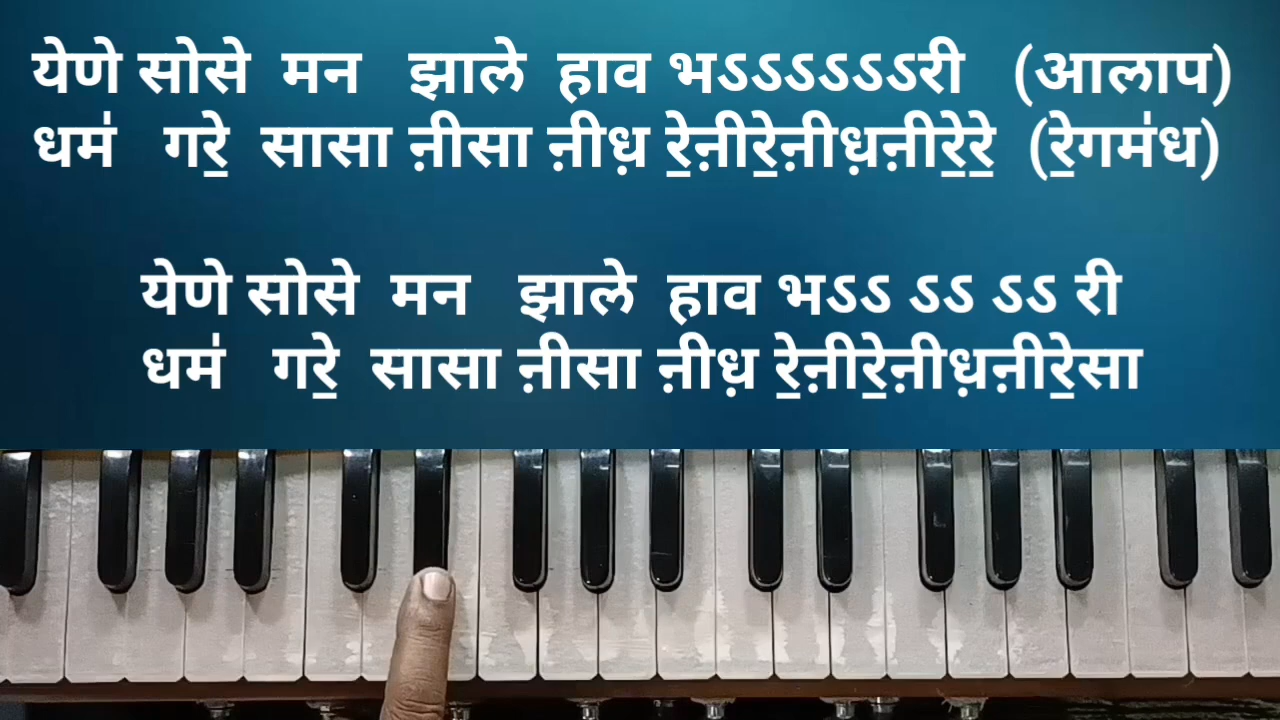 येणे सोसे मन झाले हाव भऽऽऽऽऽऽऽरी (आलाप)
धम॑ गरे॒ सासा ऩीसा ऩीध़ रे॒ऩीरे॒ऩीध़ऩीरे॒रे॒ (रे॒गम॑ध)
येणे सोसे मन झाले हाव भऽऽ ऽऽ ऽऽ री
धम॑ गरे॒ सासा ऩीसा ऩीध़ रे॒ऩीरे॒ऩीध़ऩीरे॒सा